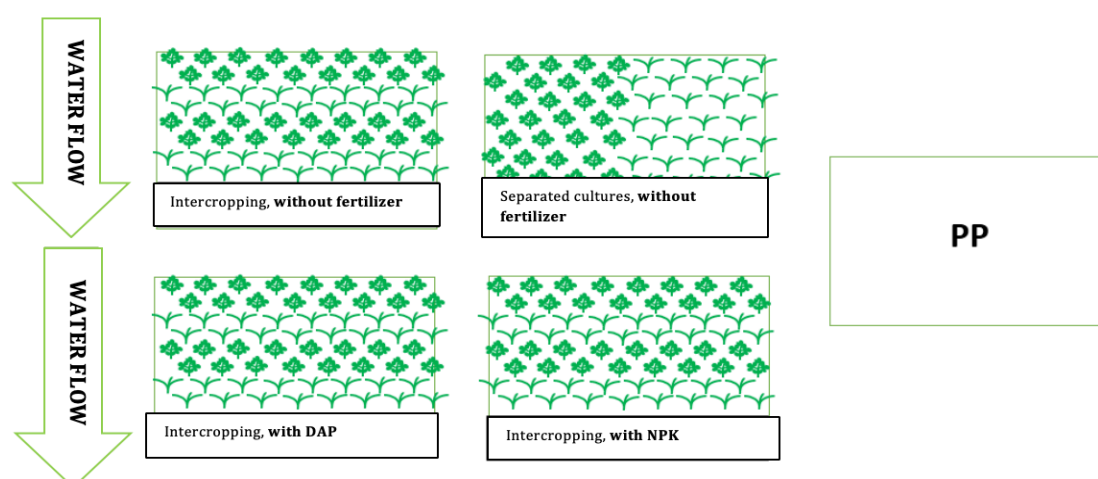 WATER FLOW
Intercropping, without fertilizer
Separated cultures, without
fertilizer
PP
WATER FLOW
Intercropping, with DAP
Intercropping, with NPK